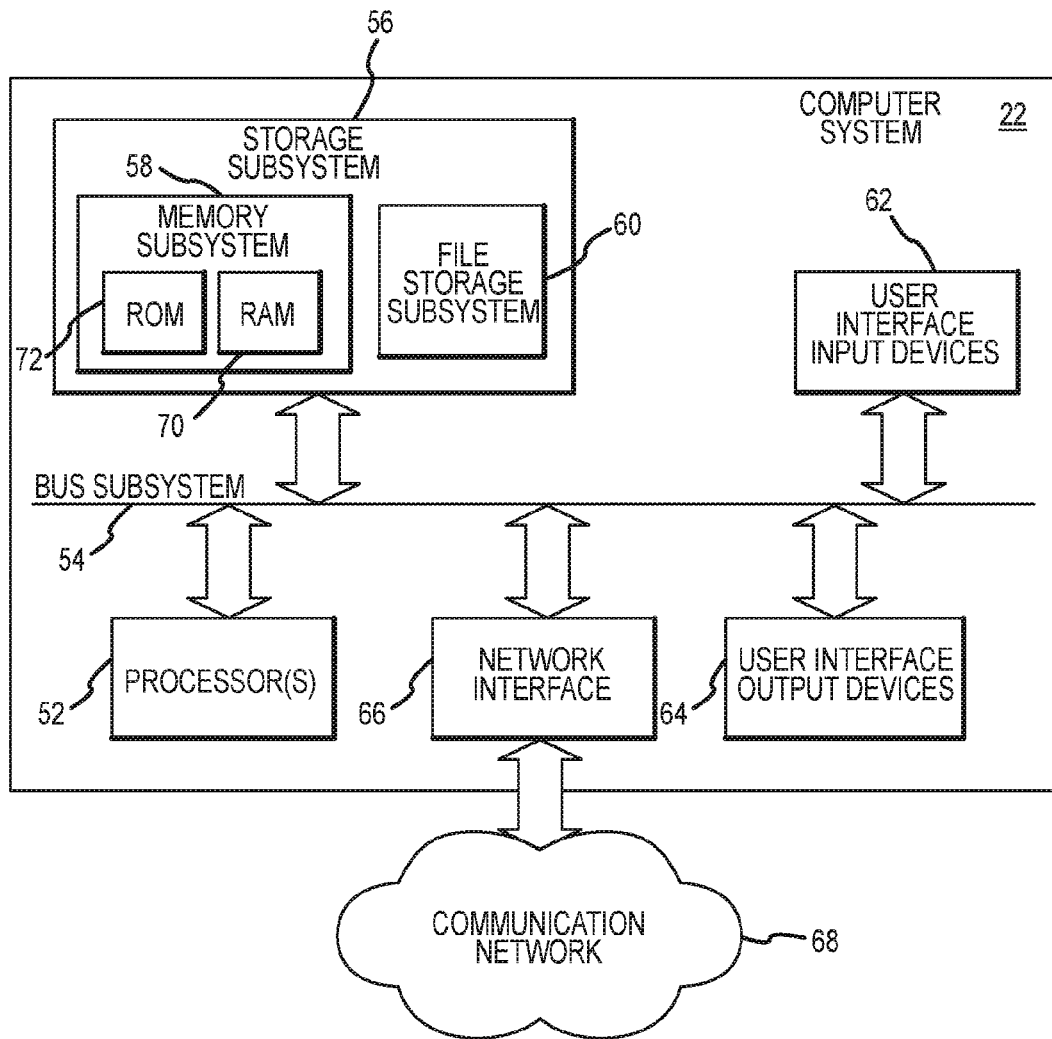 56
COMPUTER
SYSTEM
22
STORAGE
SUBSYSTEM
58
MEMORY
SUBSYSTEM
ROM
RAM
72
70
FILE
STORAGE
SUBSYSTEM
60
62
USER
INTERFACE
INPUT DEVICES
BUS SUBSYSTEM
54
PROCESSOR(S)
52
NETWORK
INTERFACE
66
USER INTERFACE
OUTPUT DEVICES
64
COMMUNICATION
NETWORK
68